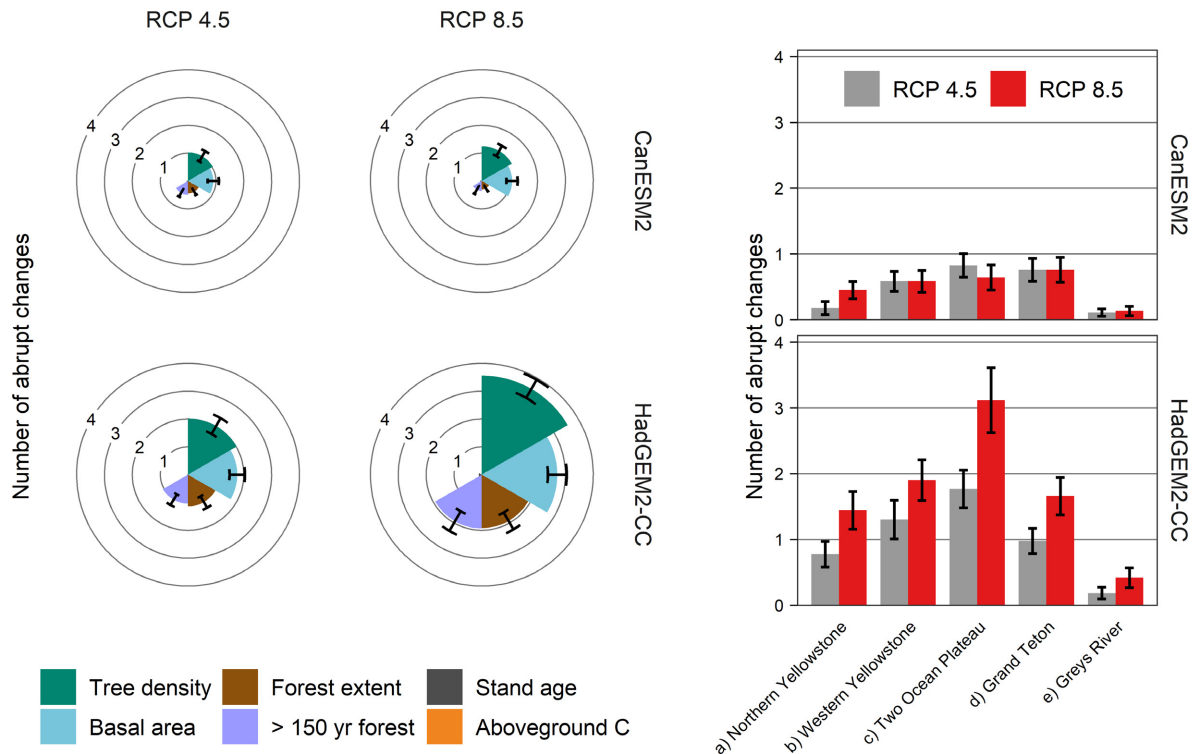 RCP 4.5
RCP 8.5
Number of abrupt changes
4
3
2
1
4
3
2
1
CanESM2
4
3
2
1
4
3
2
1
HadGEM2-CC
Tree density
Forest extent
Stand age
Basal area
> 150 yr forest
Aboveground C
Number of abrupt changes
RCP 4.5
RCP 8.5
4
3
2
1
0
CanESM2
4
3
2
1
0
HadGEM2-CC
a) Northern Yellowstone
b) Western Yellowstone
c) Two Ocean Plateau
d) Grand Teton
e) Greys River